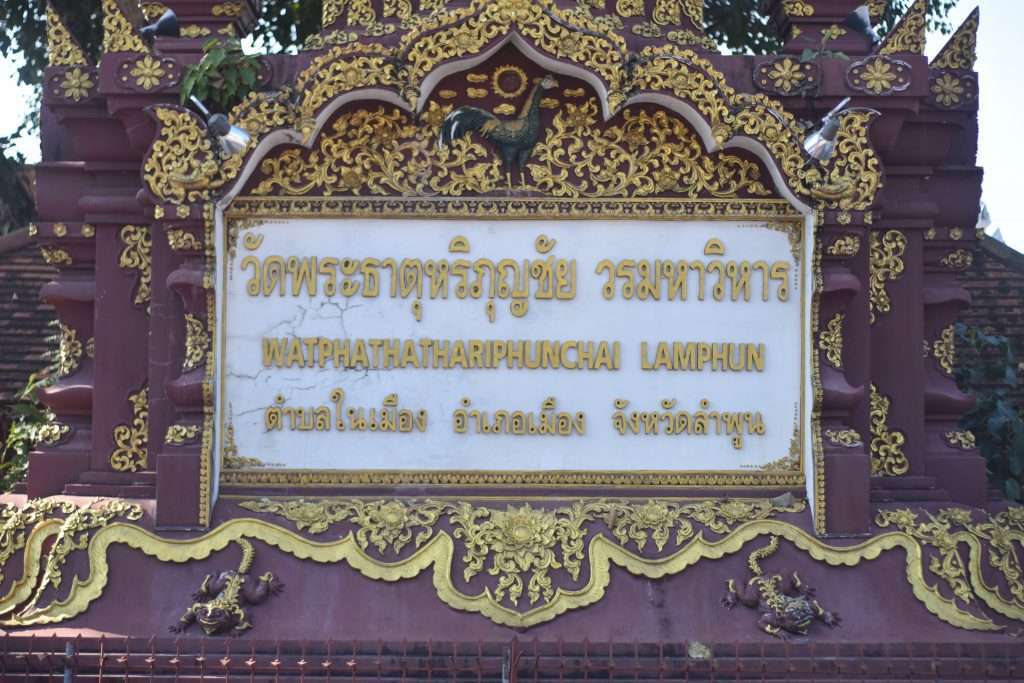 วัดพระธาตุหริภุญชัย วรมหาวิหาร
WATPHATHATHARIPHUNCHAI LAMPHUN
ตำบลในเมือง อำเภอเมือง จังหวัดลำพูน